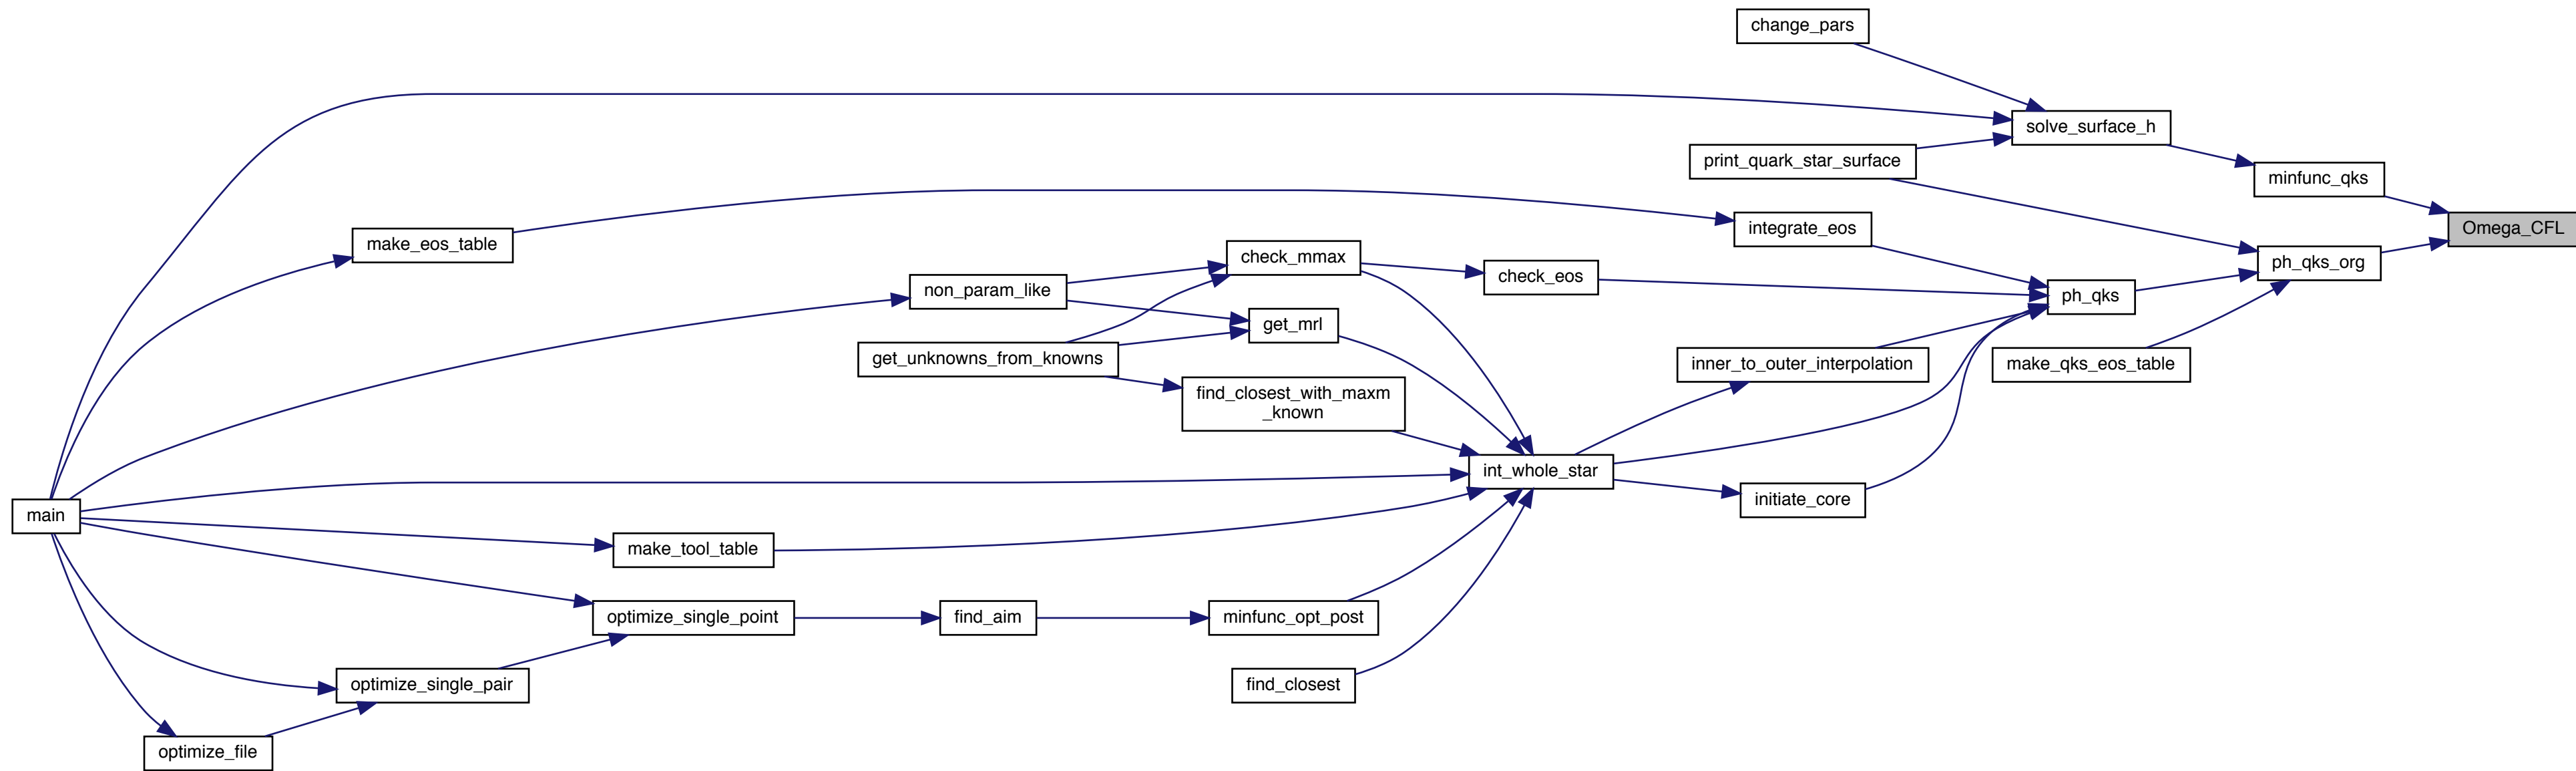 change_pars
solve_surface_h
print_quark_star_surface
minfunc_qks
Omega_CFL
integrate_eos
make_eos_table
check_mmax
ph_qks_org
check_eos
non_param_like
ph_qks
get_mrl
get_unknowns_from_knowns
inner_to_outer_interpolation
make_qks_eos_table
find_closest_with_maxm
_known
int_whole_star
initiate_core
main
make_tool_table
optimize_single_point
find_aim
minfunc_opt_post
optimize_single_pair
find_closest
optimize_file